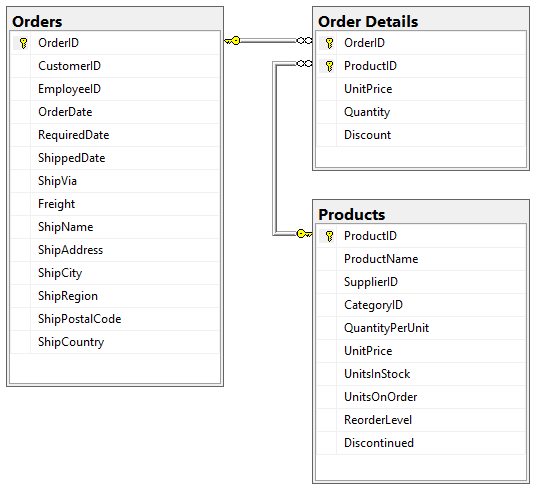 Orders
OrderID
CustomerID
EmployeeID
OrderDate
RequiredDate
ShippedDate
ShipVia
Freight
ShipName
ShipAddress
ShipCity
ShipRegion
ShipPostalCode
ShipCountry
Order Details
OrderID
ProductID
UnitPrice
Quantity
Discount
Products
ProductID
ProductName
SupplierID
CategoryID
QuantityPerUnit
UnitPrice
UnitsInStock
UnitsOnOrder
ReorderLevel
Discontinued